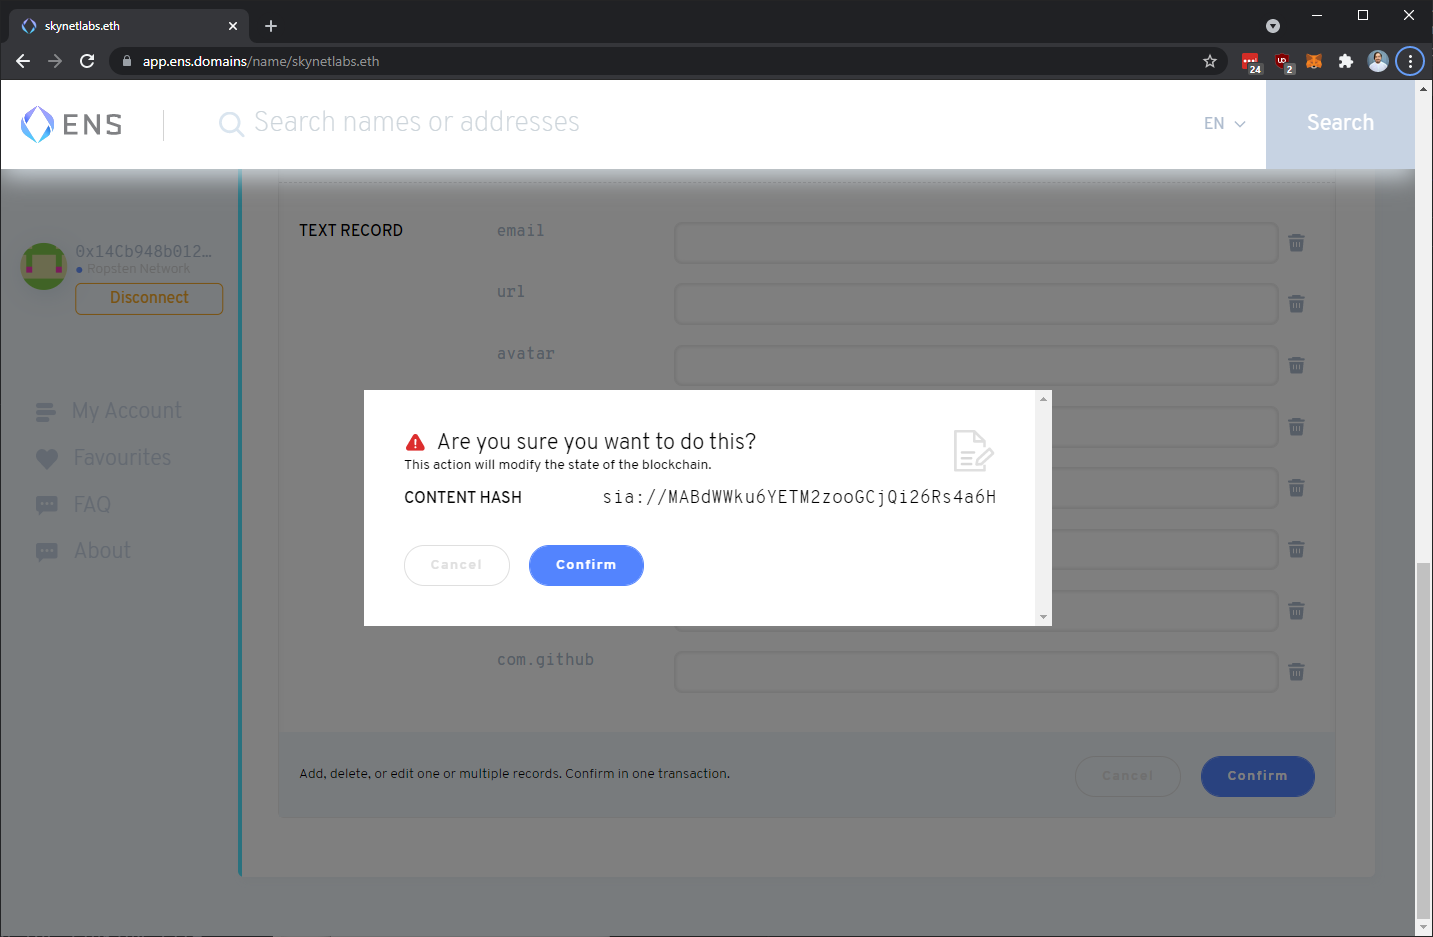 skynetlabs.eth
app.ens.domains/name/skynetlabs.eth
24
2
ENS
Search names or addresses
EN
Search
0x14Cb948b012...
Ropsten Network
Disconnect
My Account
Favourites
FAQ
About
TEXT RECORD
email
url
avatar
Are you sure you want to do this?
This action will modify the state of the blockchain.
CONTENT HASH
sia://MABdWWku6YETM2zooGCjQi26Rs4a6H
Cancel
Confirm
com.github
Add, delete, or edit one or multiple records. Confirm in one transaction.
Cancel
Confirm